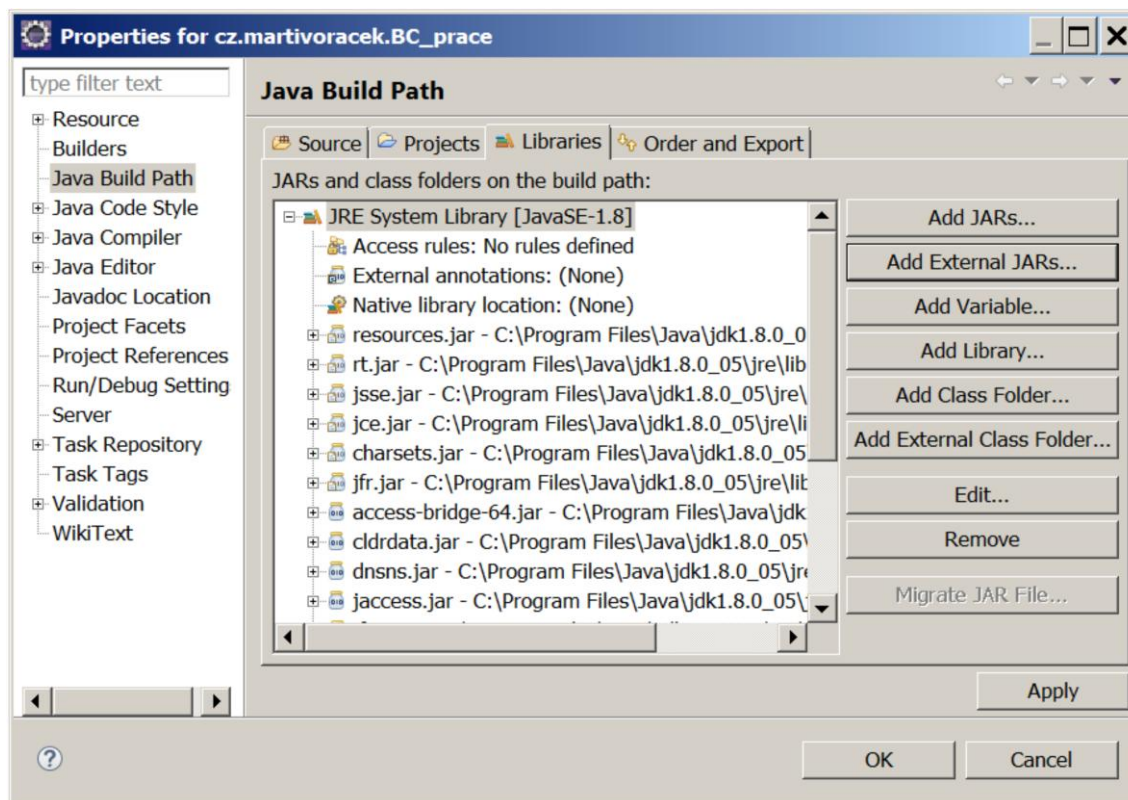 Properties for cz.martivoracek.BC_prace
type filter text
Resource
Builders
Java Build Path
Java Code Style
Java Compiler
Java Editor
Javadoc Location
Project Facets
Project References
Run/Debug Setting
Server
Task Repository
Task Tags
Validation
WikiText
Java Build Path
Source
Projects
Libraries
Order and Export
JARs and class folders on the build path:
JRE System Library [JavaSE-1.8]
Access rules: No rules defined
External annotations: (None)
Native library location: (None)
resources.jar - C:\Program Files\Java\jdk1.8.0_0
rt.jar - C:\Program Files\Java\jdk1.8.0_05\jre\lib
jsse.jar - C:\Program Files\Java\jdk1.8.0_05\jre\
jce.jar - C:\Program Files\Java\jdk1.8.0_05\jre\li
charsets.jar - C:\Program Files\Java\jdk1.8.0_05
jfr.jar - C:\Program Files\Java\jdk1.8.0_05\jre\lib
access-bridge-64.jar - C:\Program Files\Java\jdk
cldrdata.jar - C:\Program Files\Java\jdk1.8.0_05\
dnsns.jar - C:\Program Files\Java\jdk1.8.0_05\jre
jaccess.jar - C:\Program Files\Java\jdk1.8.0_05\
Add JARs...
Add External JARs...
Add Variable...
Add Library...
Add Class Folder...
Add External Class Folder...
Edit...
Remove
Migrate JAR File...
Apply
OK
Cancel